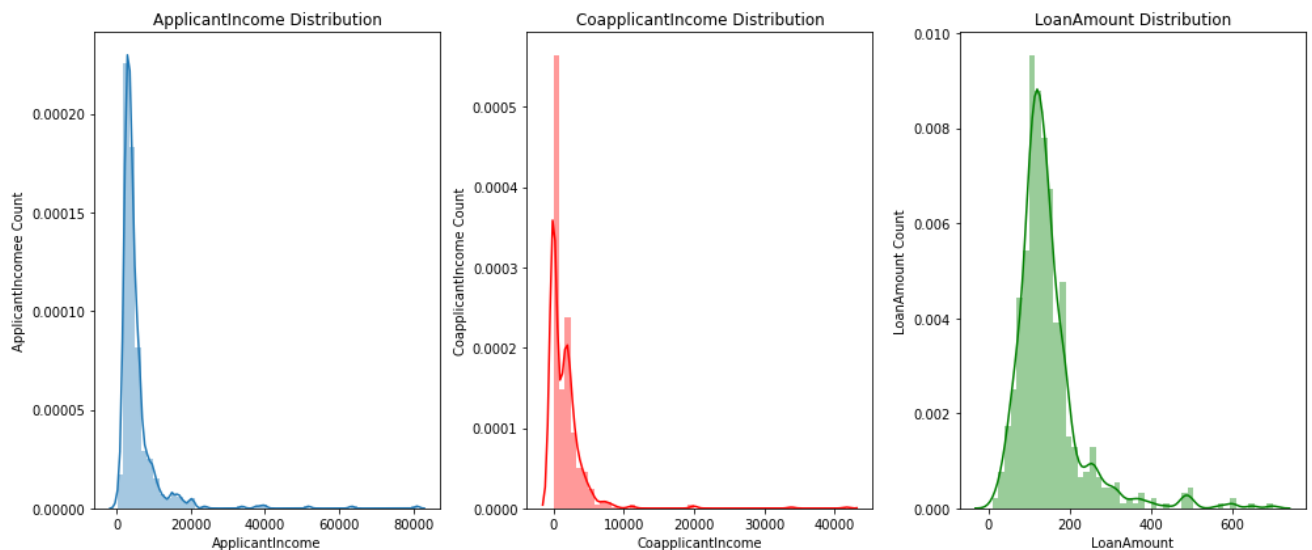 ApplicantIncome Distribution
ApplicantIncomee Count
0.00020
0.00015
0.00010
0.00005
0.00000
0 20000 40000 60000 80000
ApplicantIncome
CoapplicantIncome Distribution
CoapplicantIncome Count
0.0005
0.0004
0.0003
0.0002
0.0001
0.0000
0 10000 20000 30000 40000
CoapplicantIncome
LoanAmount Distribution
LoanAmount Count
0.010
0.008
0.006
0.004
0.002
0.000
0 200 400 600
LoanAmount